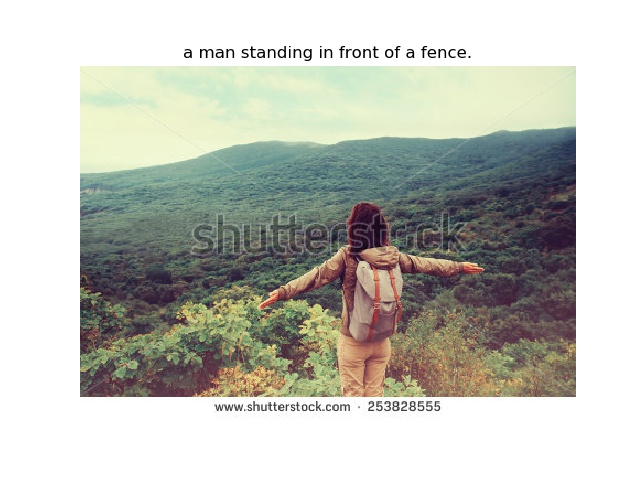 a man standing in front of a fence.
shutterstock
www.shutterstock.com · 253828555